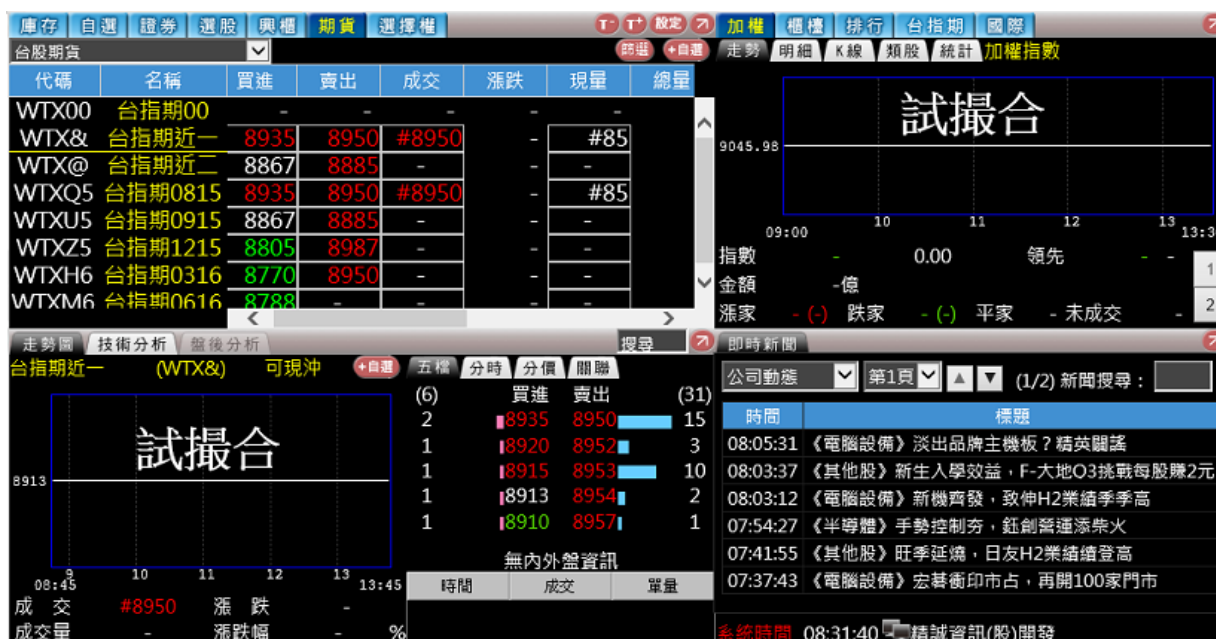 庫存 自選 證券 選股 興櫃 期貨 選擇權 T- T+ 設定
台股期貨 篩選 +自選
代碼 名稱 買進 賣出 成交 漲跌 現量 總量
WTX00 台指期00 - - - - -
WTX& 台指期近一 8935 8950 #8950 - #85
WTX@ 台指期近二 8867 8885 - - -
WTXQ5 台指期0815 8935 8950 #8950 - #85
WTXU5 台指期0915 8867 8885 - - -
WTXZ5 台指期1215 8805 8987 - - -
WTXH6 台指期0316 8770 8950 - - -
WTXM6 台指期0616 8788 - - - -
加權 櫃檯 排行 台指期 國際
走勢 明細 K線 類股 統計 加權指數
試撮合
9045.98
10 11 12 13
09:00 13:3
指數 - 0.00 領先 - -
金額 -億
漲家 - (-) 跌家 - (-) 平家 - 未成交 -
1
2
走勢圖 技術分析 盤後分析 搜尋
台指期近一 (WTX&) 可現沖 +自選
試撮合
8913
9 10 11 12 13
08:45 13:45
成 交 #8950 漲 跌 -
成交量 - 漲跌幅 - %
五檔 分時 分價 關聯
(6) 買進 賣出 (31)
2 8935 8950 15
1 8920 8952 3
1 8915 8953 10
1 8913 8954 2
1 8910 8957 1
無內外盤資訊
時間 成交 單量
即時新聞
公司動態 第1頁 (1/2) 新聞搜尋：
時間 標題
08:05:31 《電腦設備》淡出品牌主機板？精英闢謠
08:03:37 《其他股》新生入學效益，F-大地Q3挑戰每股賺2元
08:03:12 《電腦設備》新機齊發，致伸H2業績季季高
07:54:27 《半導體》手勢控制夯，鈺創營運添柴火
07:41:55 《其他股》旺季延燒，日友H2業績續登高
07:37:43 《電腦設備》宏碁衝印市占，再開100家門市
系統時間 08:31:40 精誠資訊(股)開發